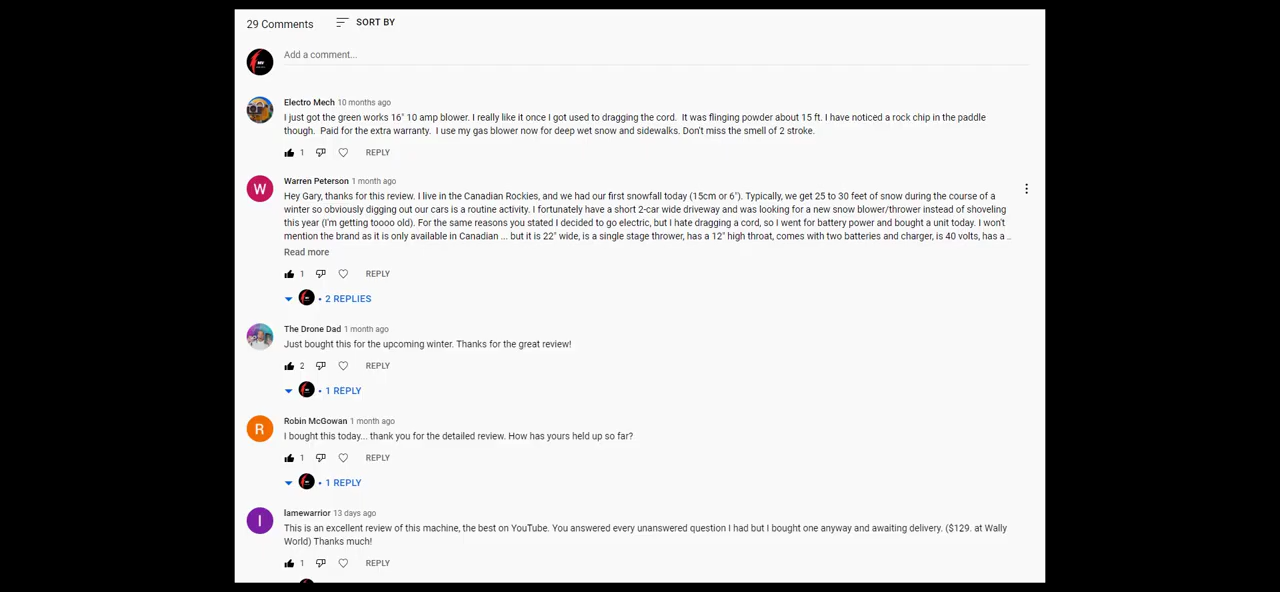 29 Comments SORT BY
Add a comment...
Electro Mech 10 months ago
I just got the green works 16" 10 amp blower. I really like it once I got used to dragging the cord. It was flinging powder about 15 ft. I have noticed a rock chip in the paddle
though. Paid for the extra warranty. I use my gas blower now for deep wet snow and sidewalks. Don't miss the smell of 2 stroke.
1 REPLY
W
Warren Peterson 1 month ago
Hey Gary, thanks for this review. I live in the Canadian Rockies, and we had our first snowfall today (15cm or 6"). Typically, we get 25 to 30 feet of snow during the course of a
winter so obviously digging out our cars is a routine activity. I fortunately have a short 2-car wide driveway and was looking for a new snow blower/thrower instead of shoveling
this year (I'm getting toooo old). For the same reasons you stated I decided to go electric, but I hate dragging a cord, so I went for battery power and bought a unit today. I won't
mention the brand as it is only available in Canadian ... but it is 22" wide, is a single stage thrower, has a 12" high throat, comes with two batteries and charger, is 40 volts, has a ..
Read more
1 REPLY
• 2 REPLIES
The Drone Dad 1 month ago
Just bought this for the upcoming winter. Thanks for the great review!
2 REPLY
• 1 REPLY
R
Robin McGowan 1 month ago
I bought this today... thank you for the detailed review. How has yours held up so far?
1 REPLY
• 1 REPLY
I
lamewarrior 13 days ago
This is an excellent review of this machine, the best on YouTube. You answered every unanswered question I had but I bought one anyway and awaiting delivery. ($129. at Wally
World) Thanks much!
1 REPLY